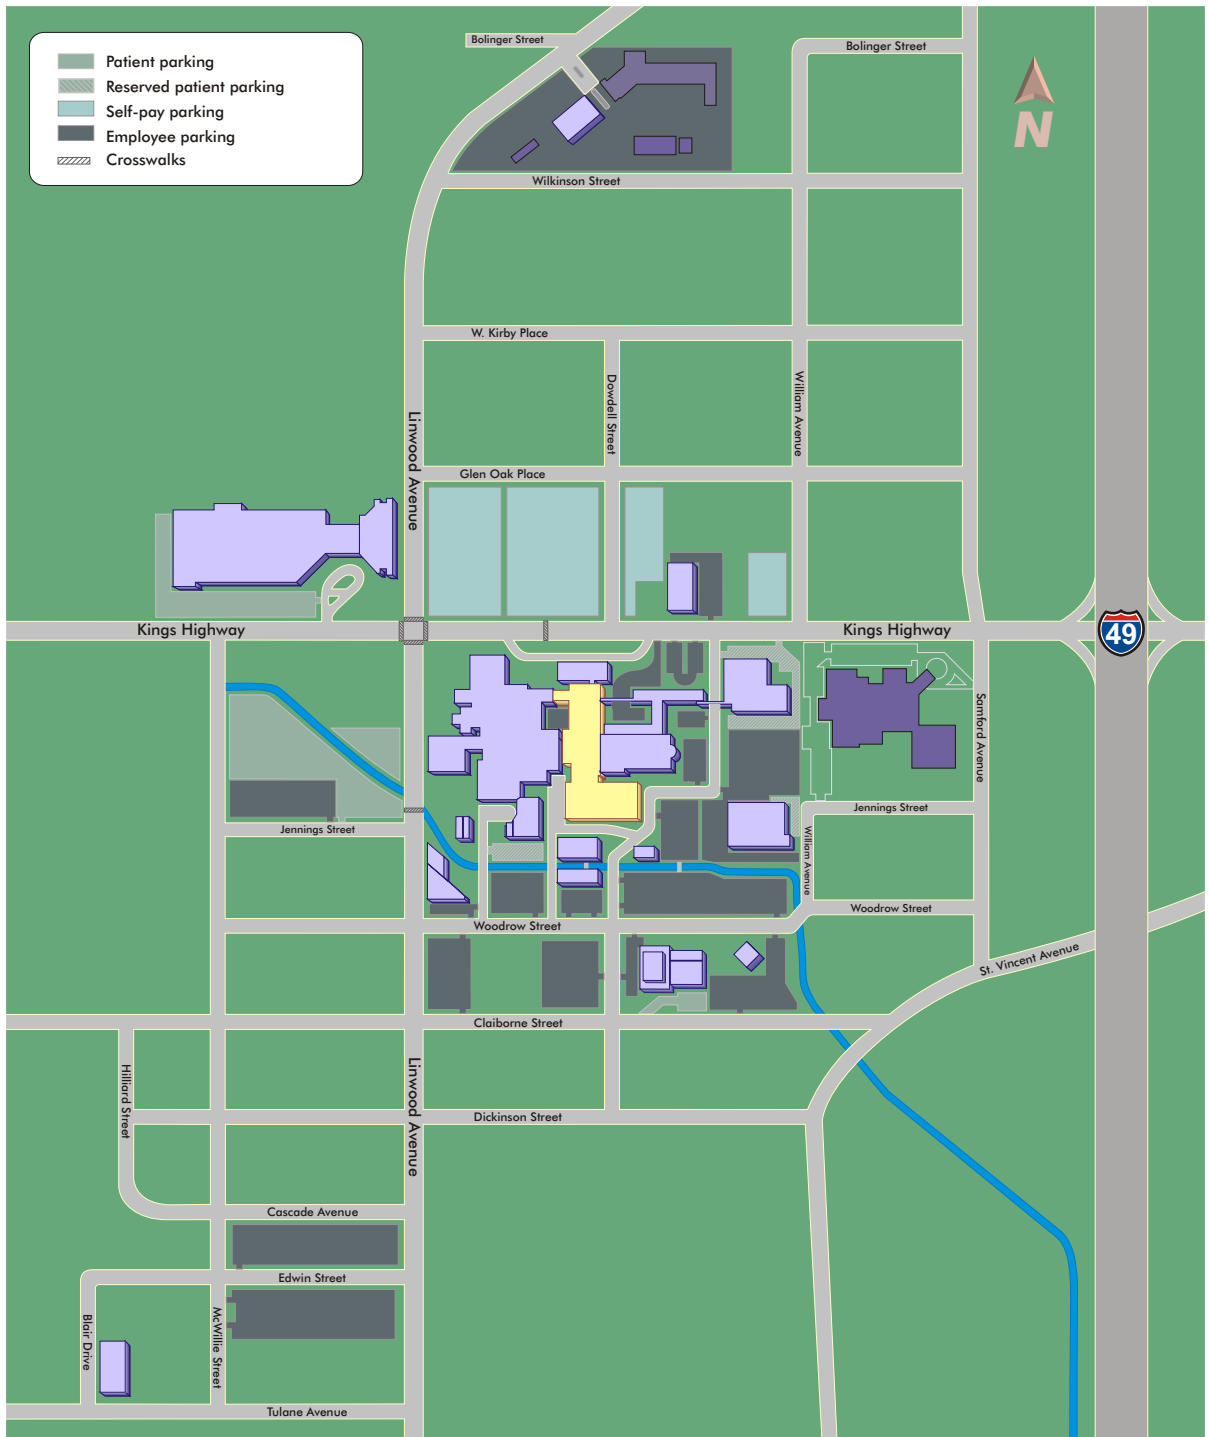 Bolinger Street
Bolinger Street
Patient parking
Reserved patient parking
Self-pay parking
Employee parking
Crosswalks
N
Wilkinson Street
W. Kirby Place
Dowdell Street
William Avenue
Linwood Avenue
Glen Oak Place
Kings Highway
Kings Highway
49
Samford Avenue
Jennings Street
Jennings Street
William Avenue
Woodrow Street
Woodrow Street
St. Vincent Avenue
Claiborne Street
Hilliard Street
Linwood Avenue
Dickinson Street
Cascade Avenue
Edwin Street
Blair Drive
McWillie Street
Tulane Avenue